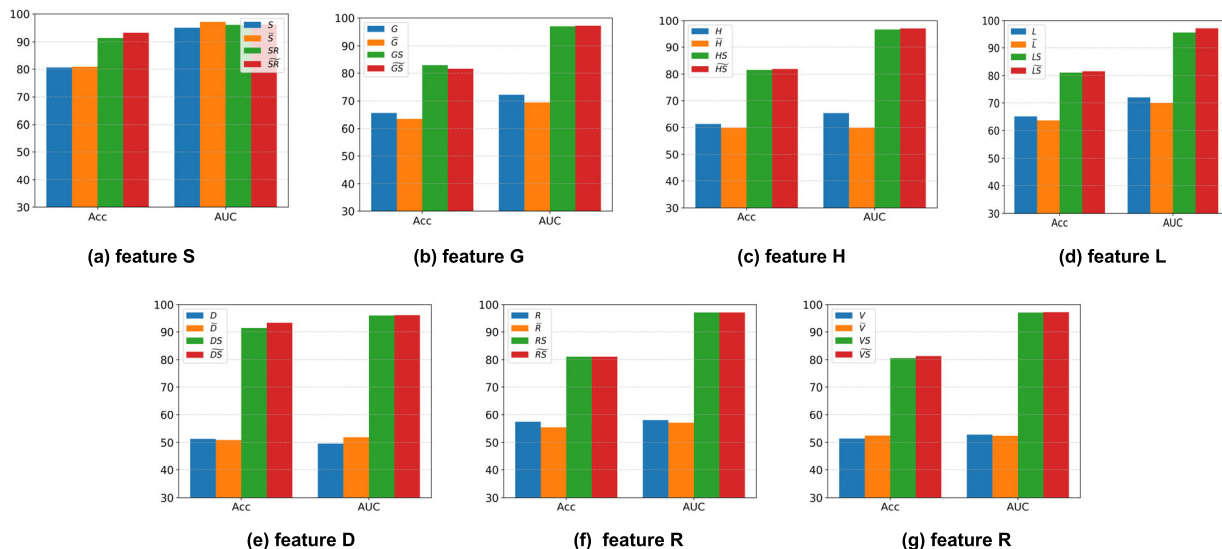 100
90
80
70
60
50
40
30
Acc
AUC
S
S̃
SR
S̃R̃
(a) feature S
100
90
80
70
60
50
40
30
Acc
AUC
G
G̃
GS
G̃S̃
(b) feature G
100
90
80
70
60
50
40
30
Acc
AUC
H
H̃
HS
H̃S̃
(c) feature H
100
90
80
70
60
50
40
30
Acc
AUC
L
L̃
LS
L̃S̃
(d) feature L
100
90
80
70
60
50
40
30
Acc
AUC
D
D̃
DS
D̃S̃
(e) feature D
100
90
80
70
60
50
40
30
Acc
AUC
R
R̃
RS
R̃S̃
(f) feature R
100
90
80
70
60
50
40
30
Acc
AUC
V
Ṽ
VS
ṼS̃
(g) feature R